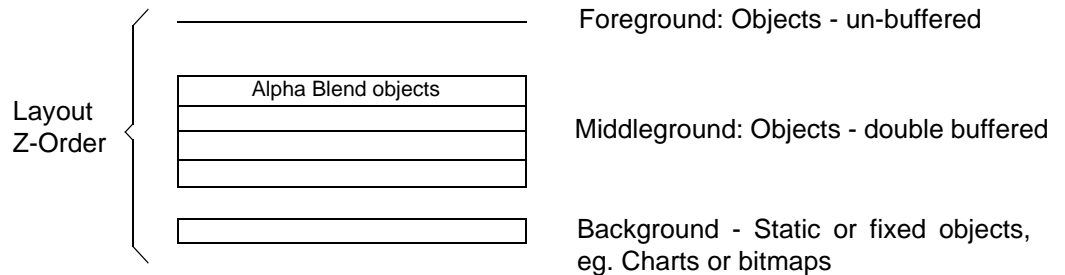 Foreground: Objects - un-buffered
Alpha Blend objects
Layout
Z-Order
Middleground: Objects - double buffered
Background - Static or fixed objects,
eg. Charts or bitmaps